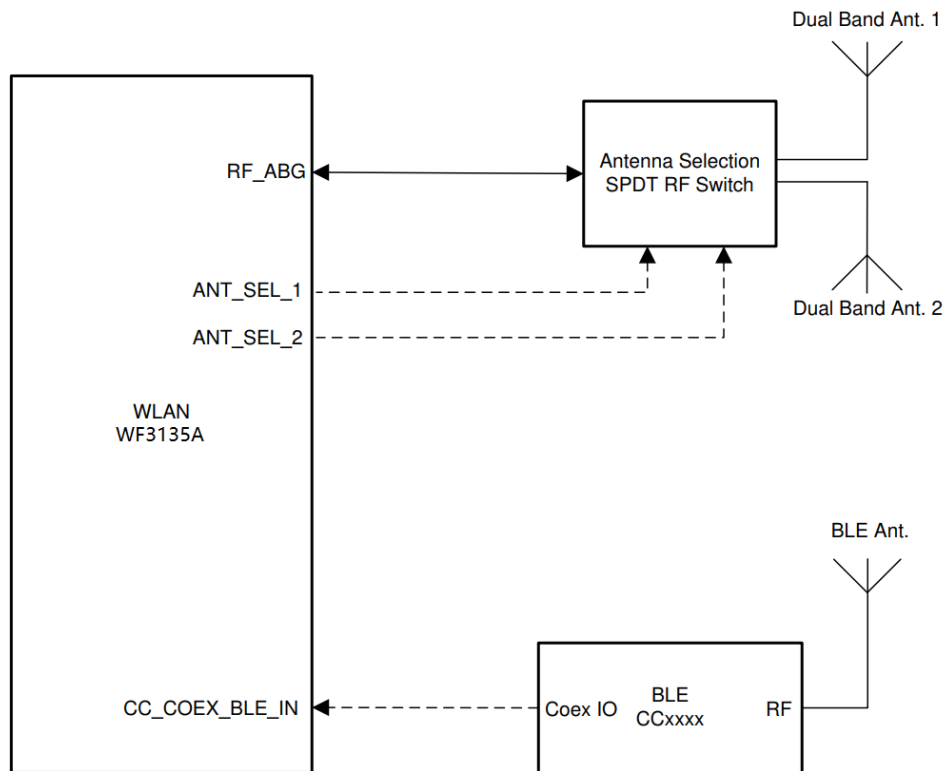 Dual Band Ant. 1
RF_ABG
Antenna Selection
SPDT RF Switch
ANT_SEL_1
Dual Band Ant. 2
ANT_SEL_2
WLAN
WF3135A
BLE Ant.
CC_COEX_BLE_IN
Coex IO
BLE
CCxxxx
RF